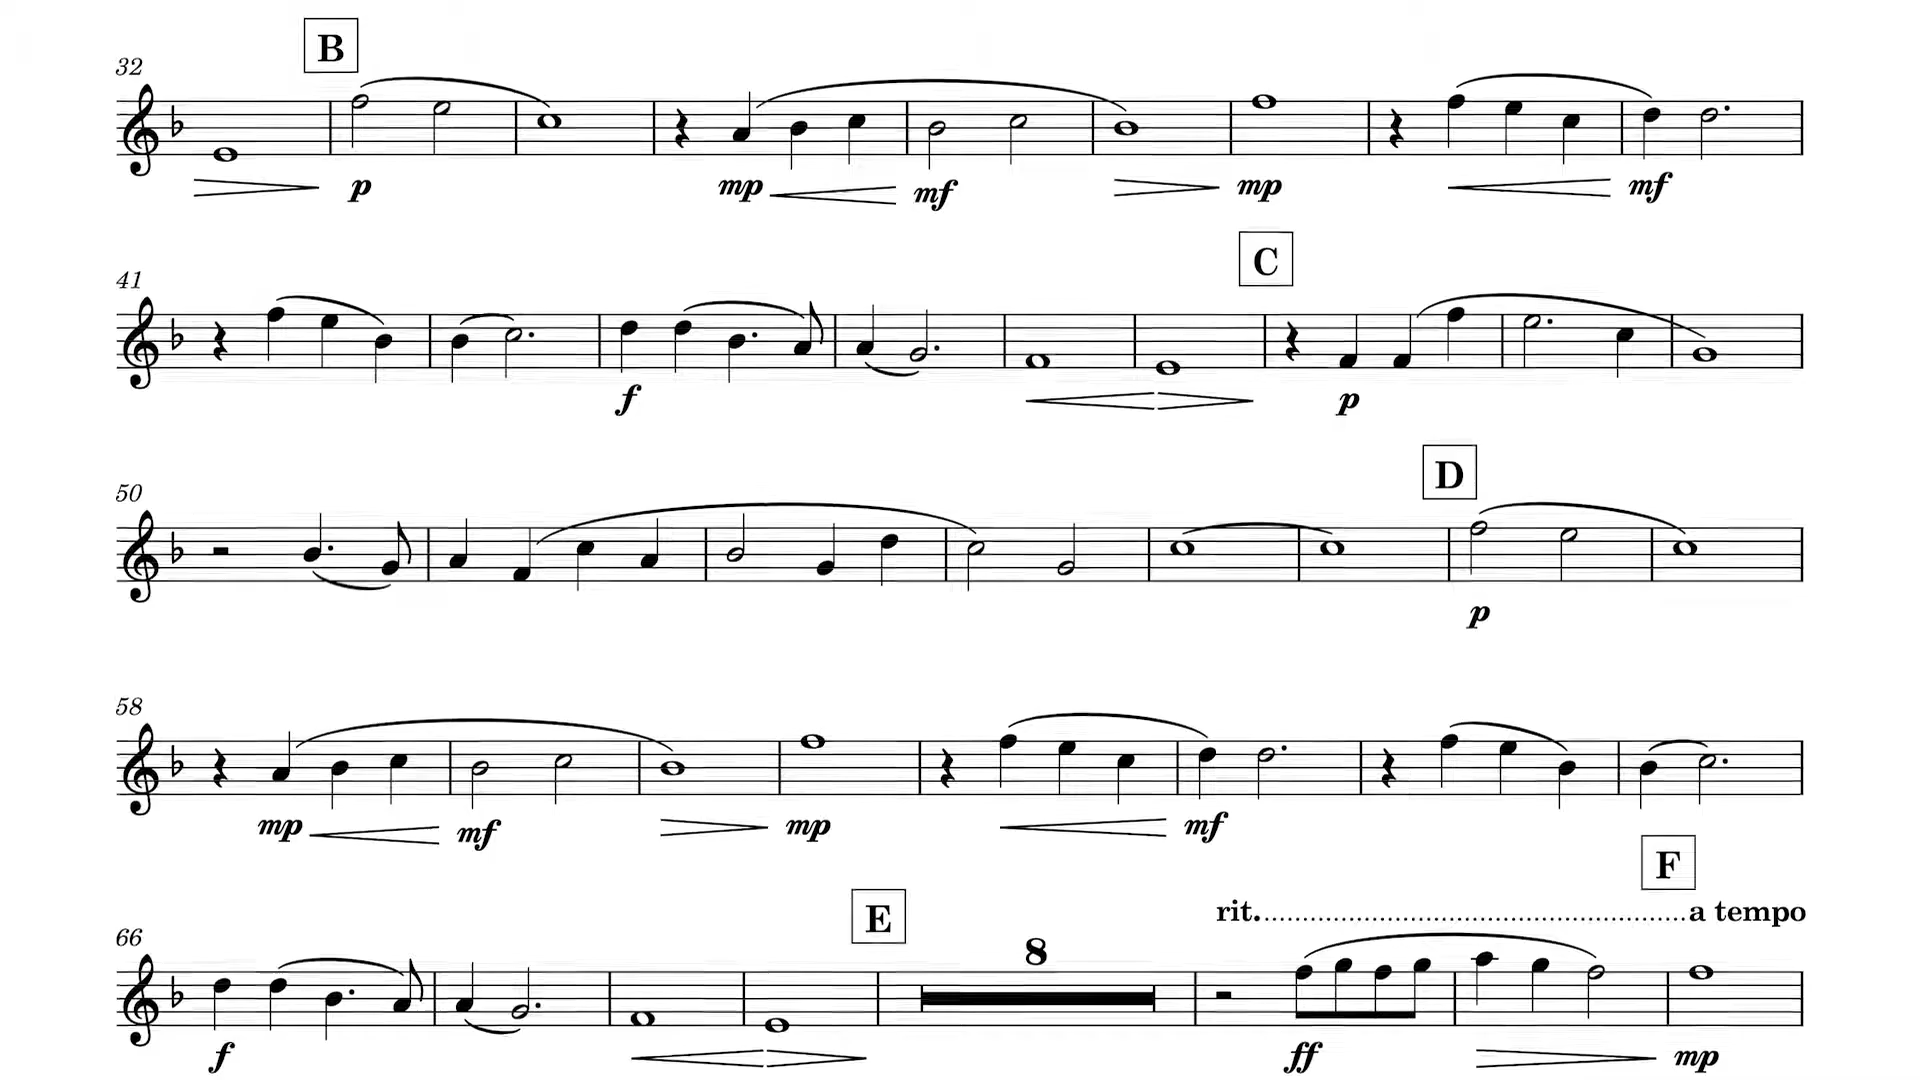 B
32
p mp mf mp mf
C
41
f p
D
50
p
58
mp mf mp mf
F
E
rit. a tempo
66
8
f ff mp